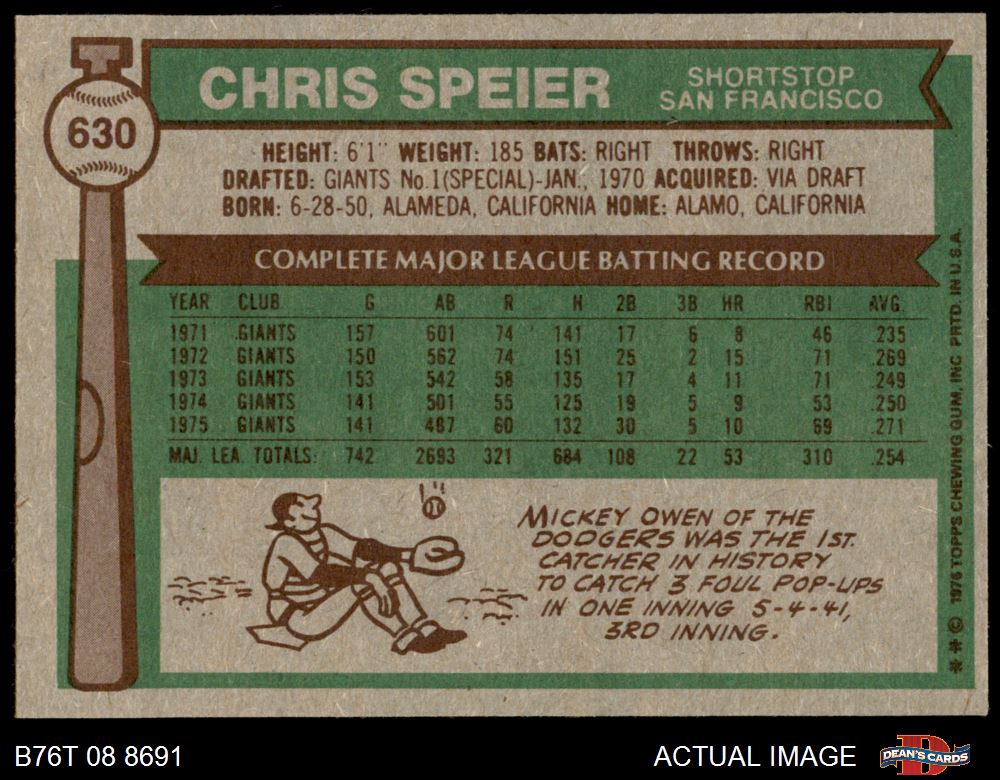 630
CHRIS SPEIER
SHORTSTOP
SAN FRANCISCO
HEIGHT: 6'1" WEIGHT: 185 BATS: RIGHT THROWS: RIGHT
DRAFTED: GIANTS No.1(SPECIAL)-JAN., 1970 ACQUIRED: VIA DRAFT
BORN: 6-28-50, ALAMEDA, CALIFORNIA HOME: ALAMO, CALIFORNIA
COMPLETE MAJOR LEAGUE BATTING RECORD
YEAR CLUB G AB R H 2B 3B HR RBI AVG.
1971 GIANTS 157 601 74 141 17 6 8 46 .235
1972 GIANTS 150 562 74 151 25 2 15 71 .269
1973 GIANTS 153 542 58 135 17 4 11 71 .249
1974 GIANTS 141 501 55 125 19 5 9 53 .250
1975 GIANTS 141 487 60 132 30 5 10 69 .271
MAJ. LEA. TOTALS: 742 2693 321 684 108 22 53 310 .254
!!!
MICKEY OWEN OF THE
DODGERS WAS THE 1ST.
CATCHER IN HISTORY
TO CATCH 3 FOUL POP-UPS
IN ONE INNING 5-4-41,
3RD INNING.
* * © 1976 TOPPS CHEWING GUM, INC. PRTD. IN U.S.A.
B76T 08 8691
ACTUAL IMAGE
D
DEAN'S CARDS